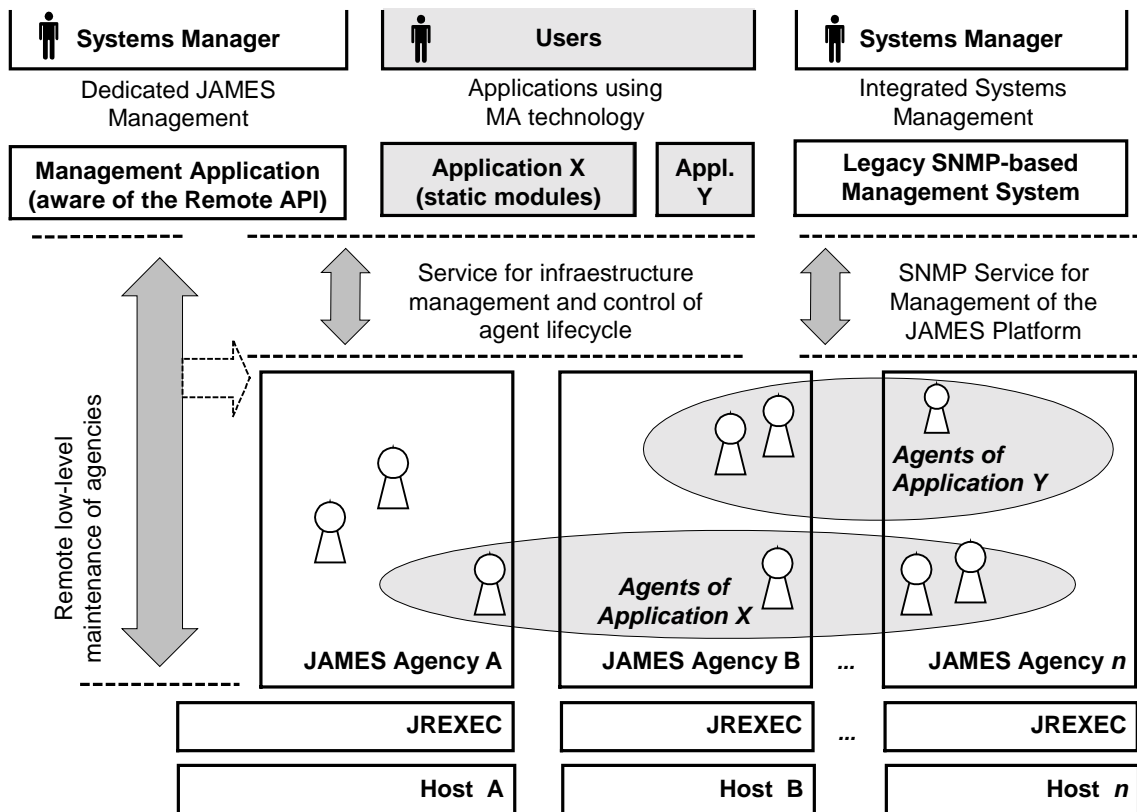 Systems Manager
Users
Systems Manager
Dedicated JAMES
Management
Applications using
MA technology
Integrated Systems
Management
Management Application
(aware of the Remote API)
Application X
(static modules)
Appl.
Y
Legacy SNMP-based
Management System
Service for infraestructure
management and control of
agent lifecycle
SNMP Service for
Management of the
JAMES Platform
Remote low-level
maintenance of agencies
Agents of
Application Y
Agents of
Application X
JAMES Agency A
JAMES Agency B
...
JAMES Agency n
JREXEC
JREXEC
...
JREXEC
Host A
Host B
Host n